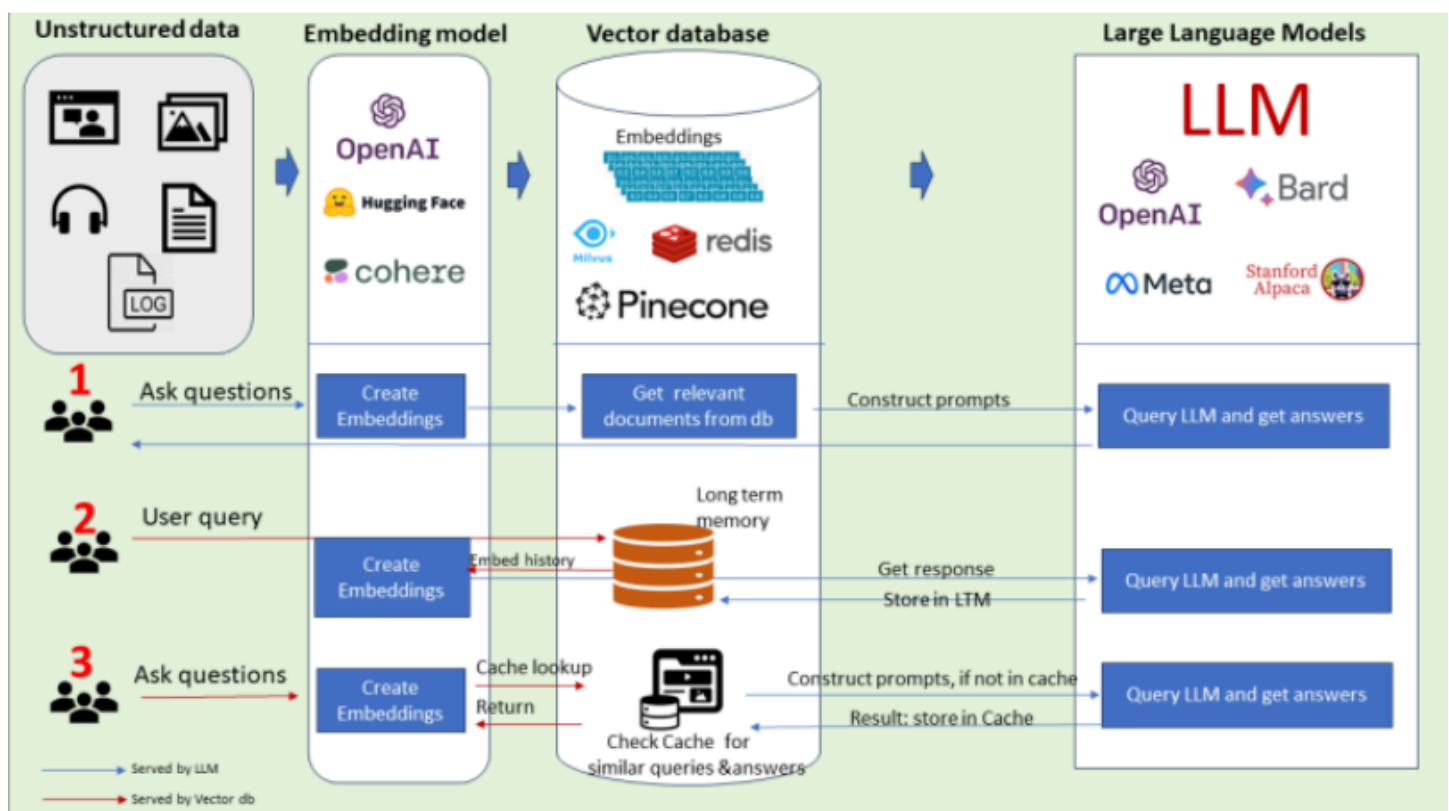 Unstructured data
Embedding model
Vector database
Large Language Models
LOG
OpenAI
Hugging Face
cohere
Embeddings
Milvus
redis
Pinecone
LLM
OpenAI
Bard
Meta
Stanford
Alpaca
1
Ask questions
Create
Embeddings
Get relevant
documents from db
Construct prompts
Query LLM and get answers
2
User query
Create
Embeddings
Embed history
Long term
memory
Get response
Store in LTM
Query LLM and get answers
3
Ask questions
Create
Embeddings
Cache lookup
Return
Check Cache for
similar queries &answers
Construct prompts, if not in cache
Result: store in Cache
Query LLM and get answers
Served by LLM
Served by Vector db